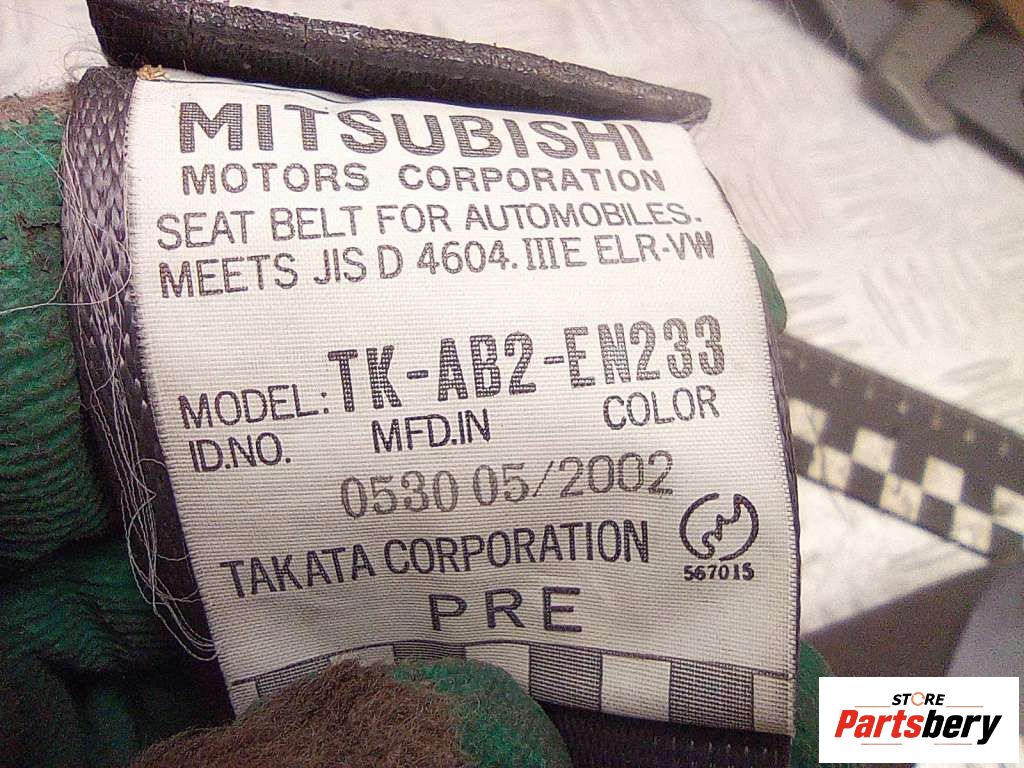 MITSUBISHI
MOTORS CORPORATION
SEAT BELT FOR AUTOMOBILES.
MEETS JIS D 4604. IIIE ELR-VW
MODEL: TK-AB2-EN233
ID.NO. MFD.IN COLOR
0530 05/2002
TAKATA CORPORATION
567015
PRE
STORE
Partsbery